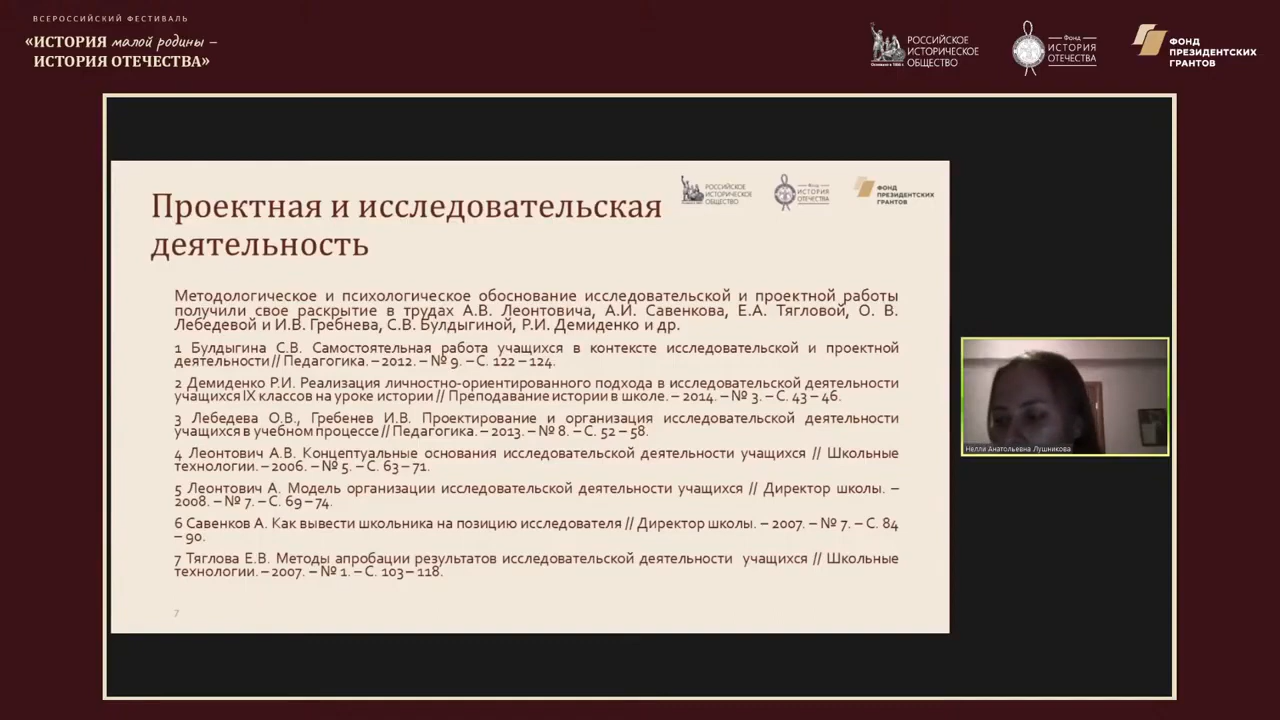 ВСЕРОССИЙСКИЙ ФЕСТИВАЛЬ
«ИСТОРИЯ малой родины –
ИСТОРИЯ ОТЕЧЕСТВА»
РОССИЙСКОЕ
ИСТОРИЧЕСКОЕ
ОБЩЕСТВО
Основано в 1866 г.
Фонд
ИСТОРИЯ
ОТЕЧЕСТВА
ФОНД
ПРЕЗИДЕНТСКИХ
ГРАНТОВ
Проектная и исследовательская
деятельность
РОССИЙСКОЕ
ИСТОРИЧЕСКОЕ
ОБЩЕСТВО
Фонд
ИСТОРИЯ
ОТЕЧЕСТВА
ФОНД
ПРЕЗИДЕНТСКИХ
ГРАНТОВ
Методологическое и психологическое обоснование исследовательской и проектной работы
получили свое раскрытие в трудах А.В. Леонтовича, А.И. Савенкова, Е.А. Тягловой, О. В.
Лебедевой и И.В. Гребнева, С.В. Булдыгиной, Р.И. Демиденко и др.
1 Булдыгина С.В. Самостоятельная работа учащихся в контексте исследовательской и проектной
деятельности // Педагогика. – 2012. – № 9. – С. 122 – 124.
2 Демиденко Р.И. Реализация личностно-ориентированного подхода в исследовательской деятельности
учащихся IX классов на уроке истории // Преподавание истории в школе. – 2014. – № 3. – С. 43 – 46.
3 Лебедева О.В., Гребенев И.В. Проектирование и организация исследовательской деятельности
учащихся в учебном процессе // Педагогика. – 2013. – № 8. – С. 52 – 58.
4 Леонтович А.В. Концептуальные основания исследовательской деятельности учащихся // Школьные
технологии. – 2006. – № 5. – С. 63 – 71.
5 Леонтович А. Модель организации исследовательской деятельности учащихся // Директор школы. –
2008. – № 7. – С. 69 – 74.
6 Савенков А. Как вывести школьника на позицию исследователя // Директор школы. – 2007. – № 7. – С. 84
– 90.
7 Тяглова Е.В. Методы апробации результатов исследовательской деятельности учащихся // Школьные
технологии. – 2007. – № 1. – С. 103 – 118.
7
Нелли Анатольевна Лушникова